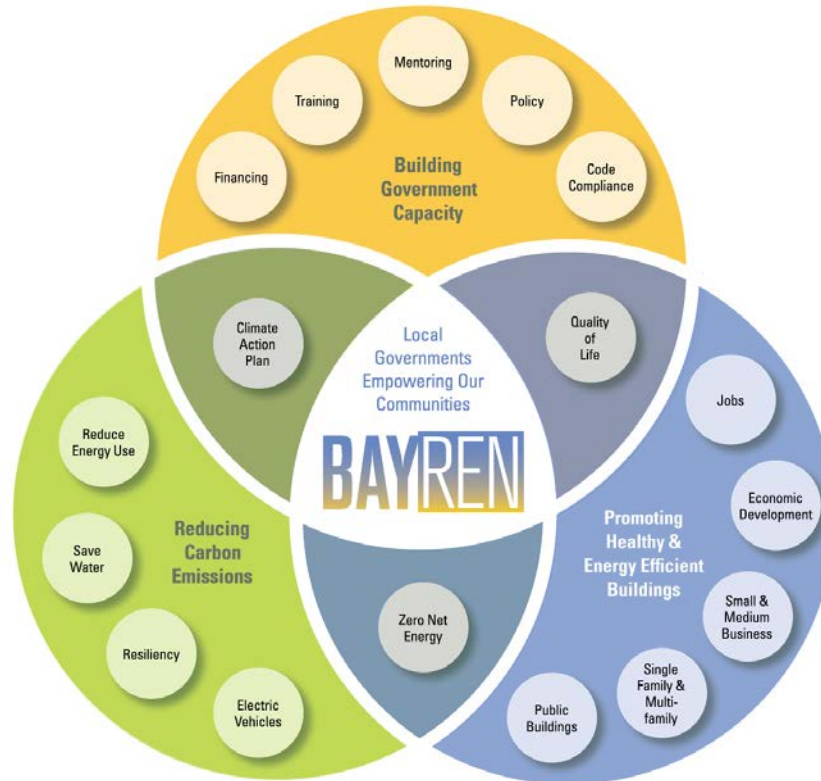 Mentoring
Training
Policy
Financing
Code
Compliance
Building
Government
Capacity
Climate
Action
Plan
Quality
of
Life
Local
Governments
Empowering Our
Communities
BAYREN
Reduce
Energy Use
Save
Water
Resiliency
Electric
Vehicles
Reducing
Carbon
Emissions
Zero Net
Energy
Promoting
Healthy &
Energy Efficient
Buildings
Jobs
Economic
Development
Small &
Medium
Business
Single
Family &
Multi-
family
Public
Buildings